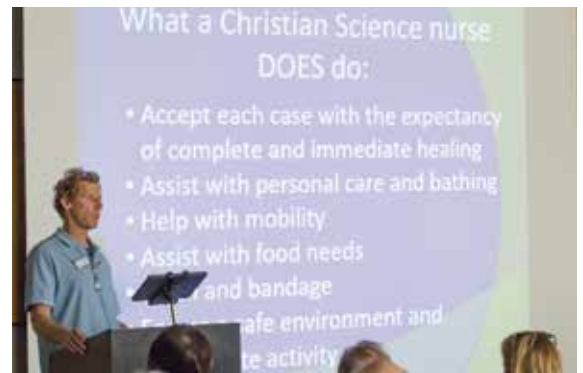 What a Christian Science nurse
DOES do:
• Accept each case with the expectancy
of complete and immediate healing
• Assist with personal care and bathing
• Help with mobility
• Assist with food needs
and bandage
safe environment and
activity